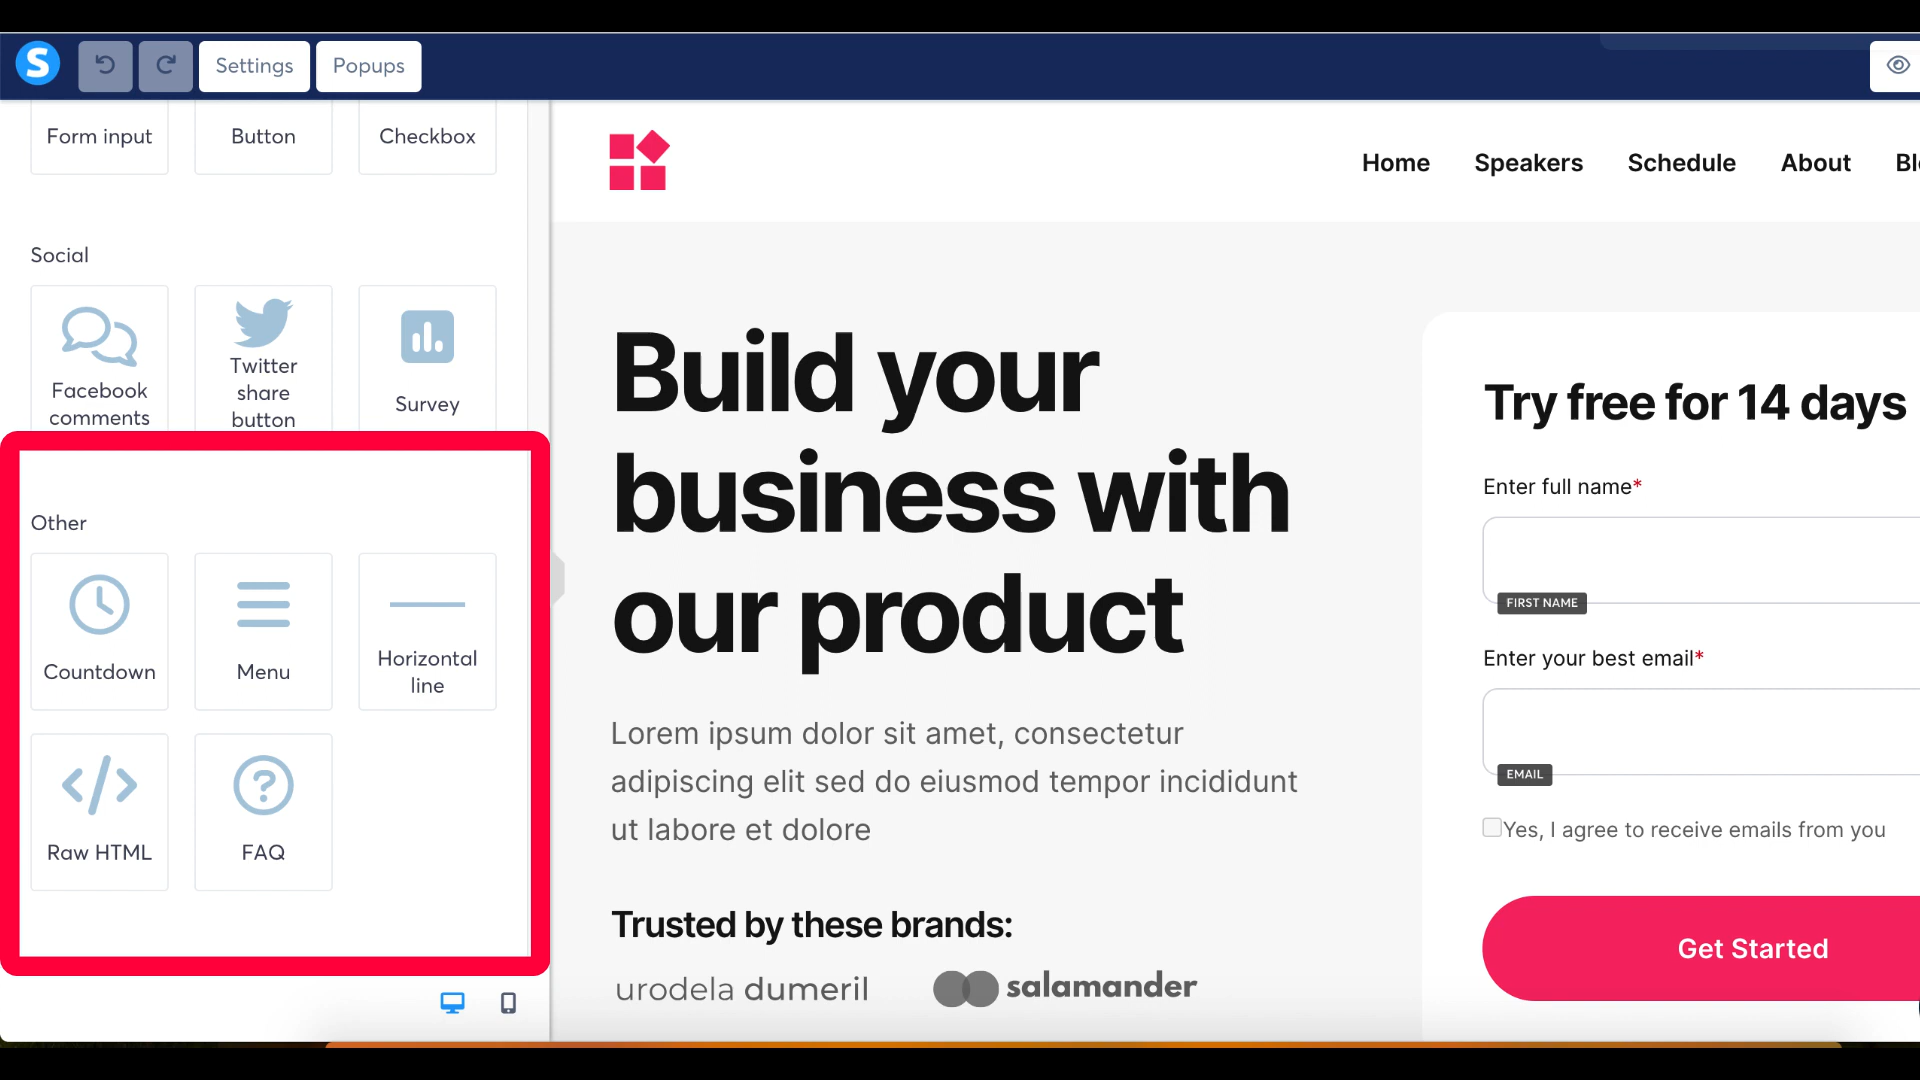 S
Settings
Popups
Form input
Button
Checkbox
Social
Facebook
comments
Twitter
share
button
Survey
Other
Countdown
Menu
Horizontal
line
Raw HTML
FAQ
Home
Speakers
Schedule
About
Build your
business with
our product
Lorem ipsum dolor sit amet, consectetur
adipiscing elit sed do eiusmod tempor incididunt
ut labore et dolore
Trusted by these brands:
urodela dumeril
salamander
Try free for 14 days
Enter full name*
FIRST NAME
Enter your best email*
EMAIL
Yes, I agree to receive emails from you
Get Started